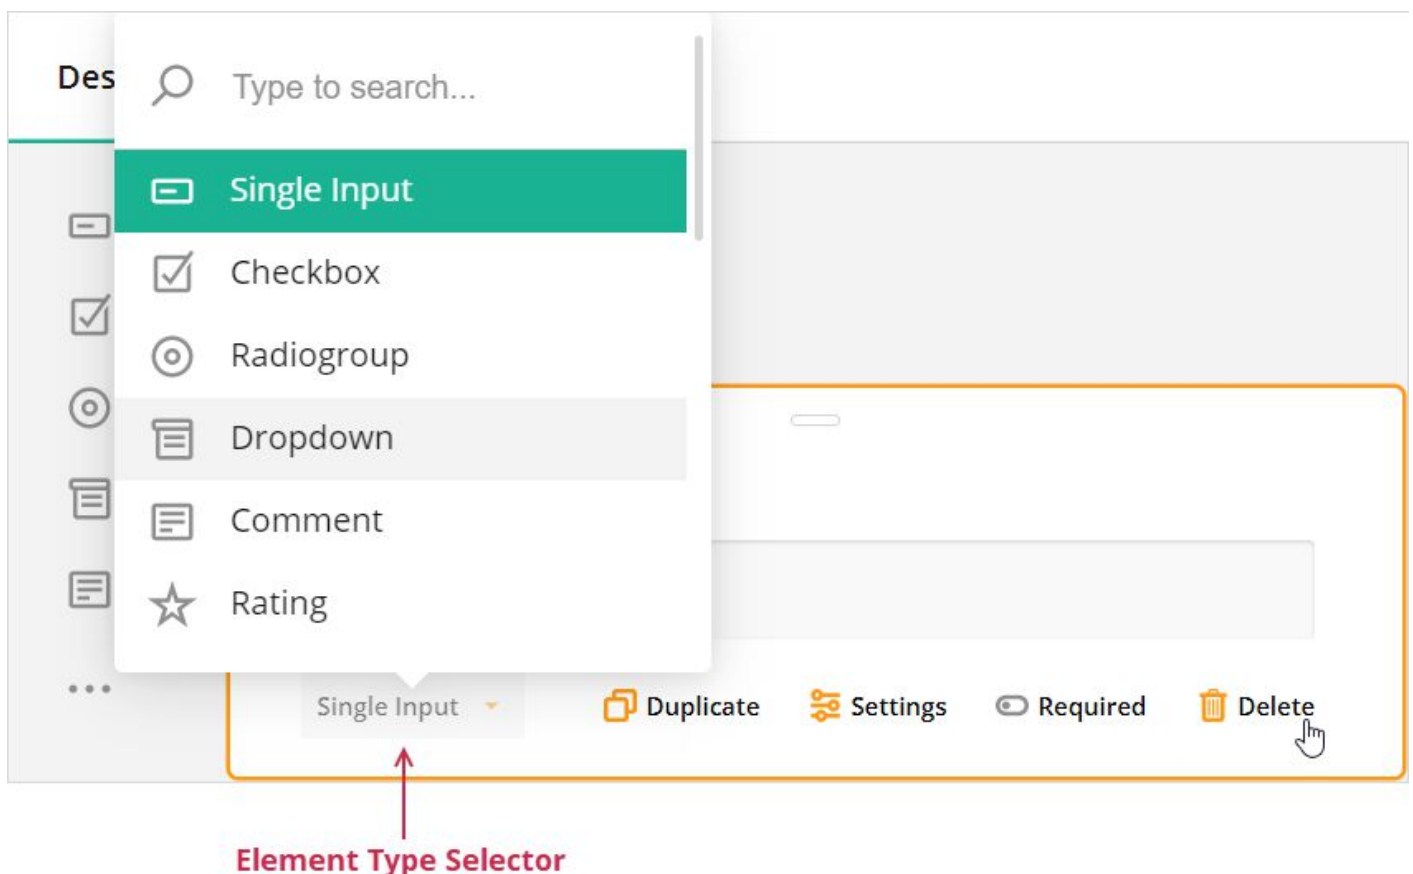 Des
Type to search...
Single Input
Checkbox
Radiogroup
Dropdown
Comment
Rating
Single Input Duplicate Settings Required Delete
Element Type Selector